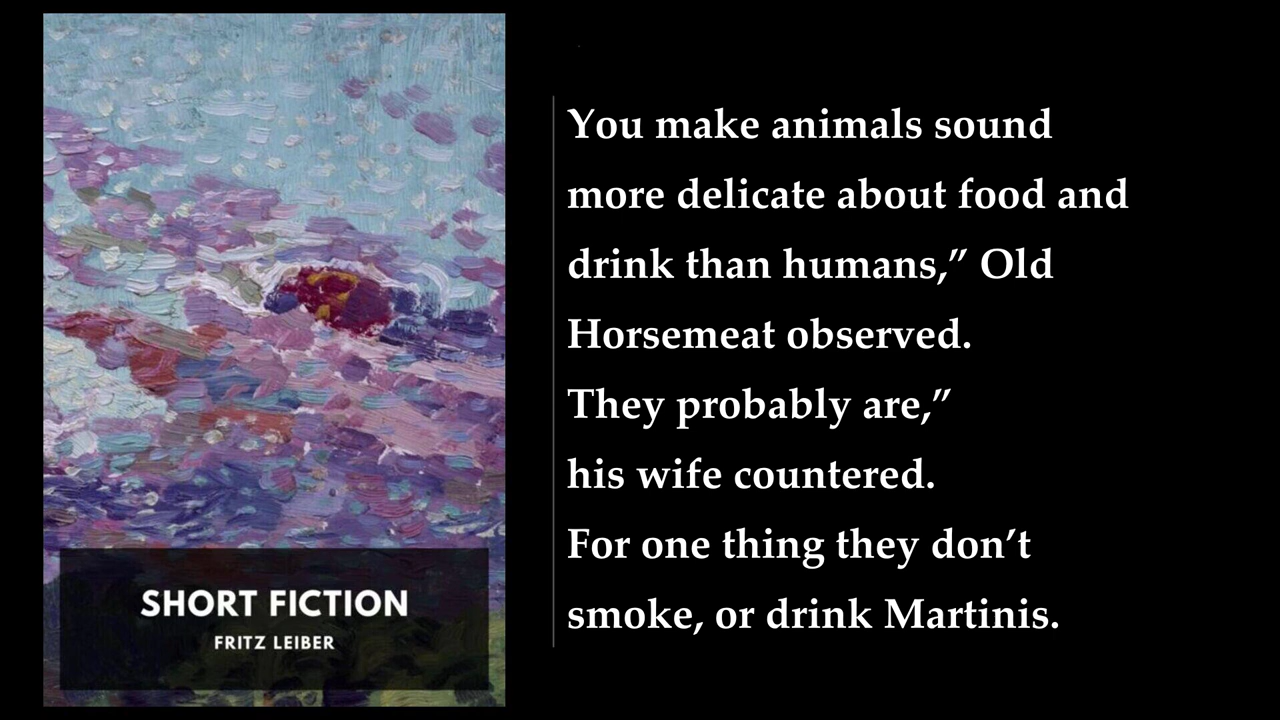 SHORT FICTION
FRITZ LEIBER
You make animals sound
more delicate about food and
drink than humans,” Old
Horsemeat observed.
They probably are,”
his wife countered.
For one thing they don’t
smoke, or drink Martinis.